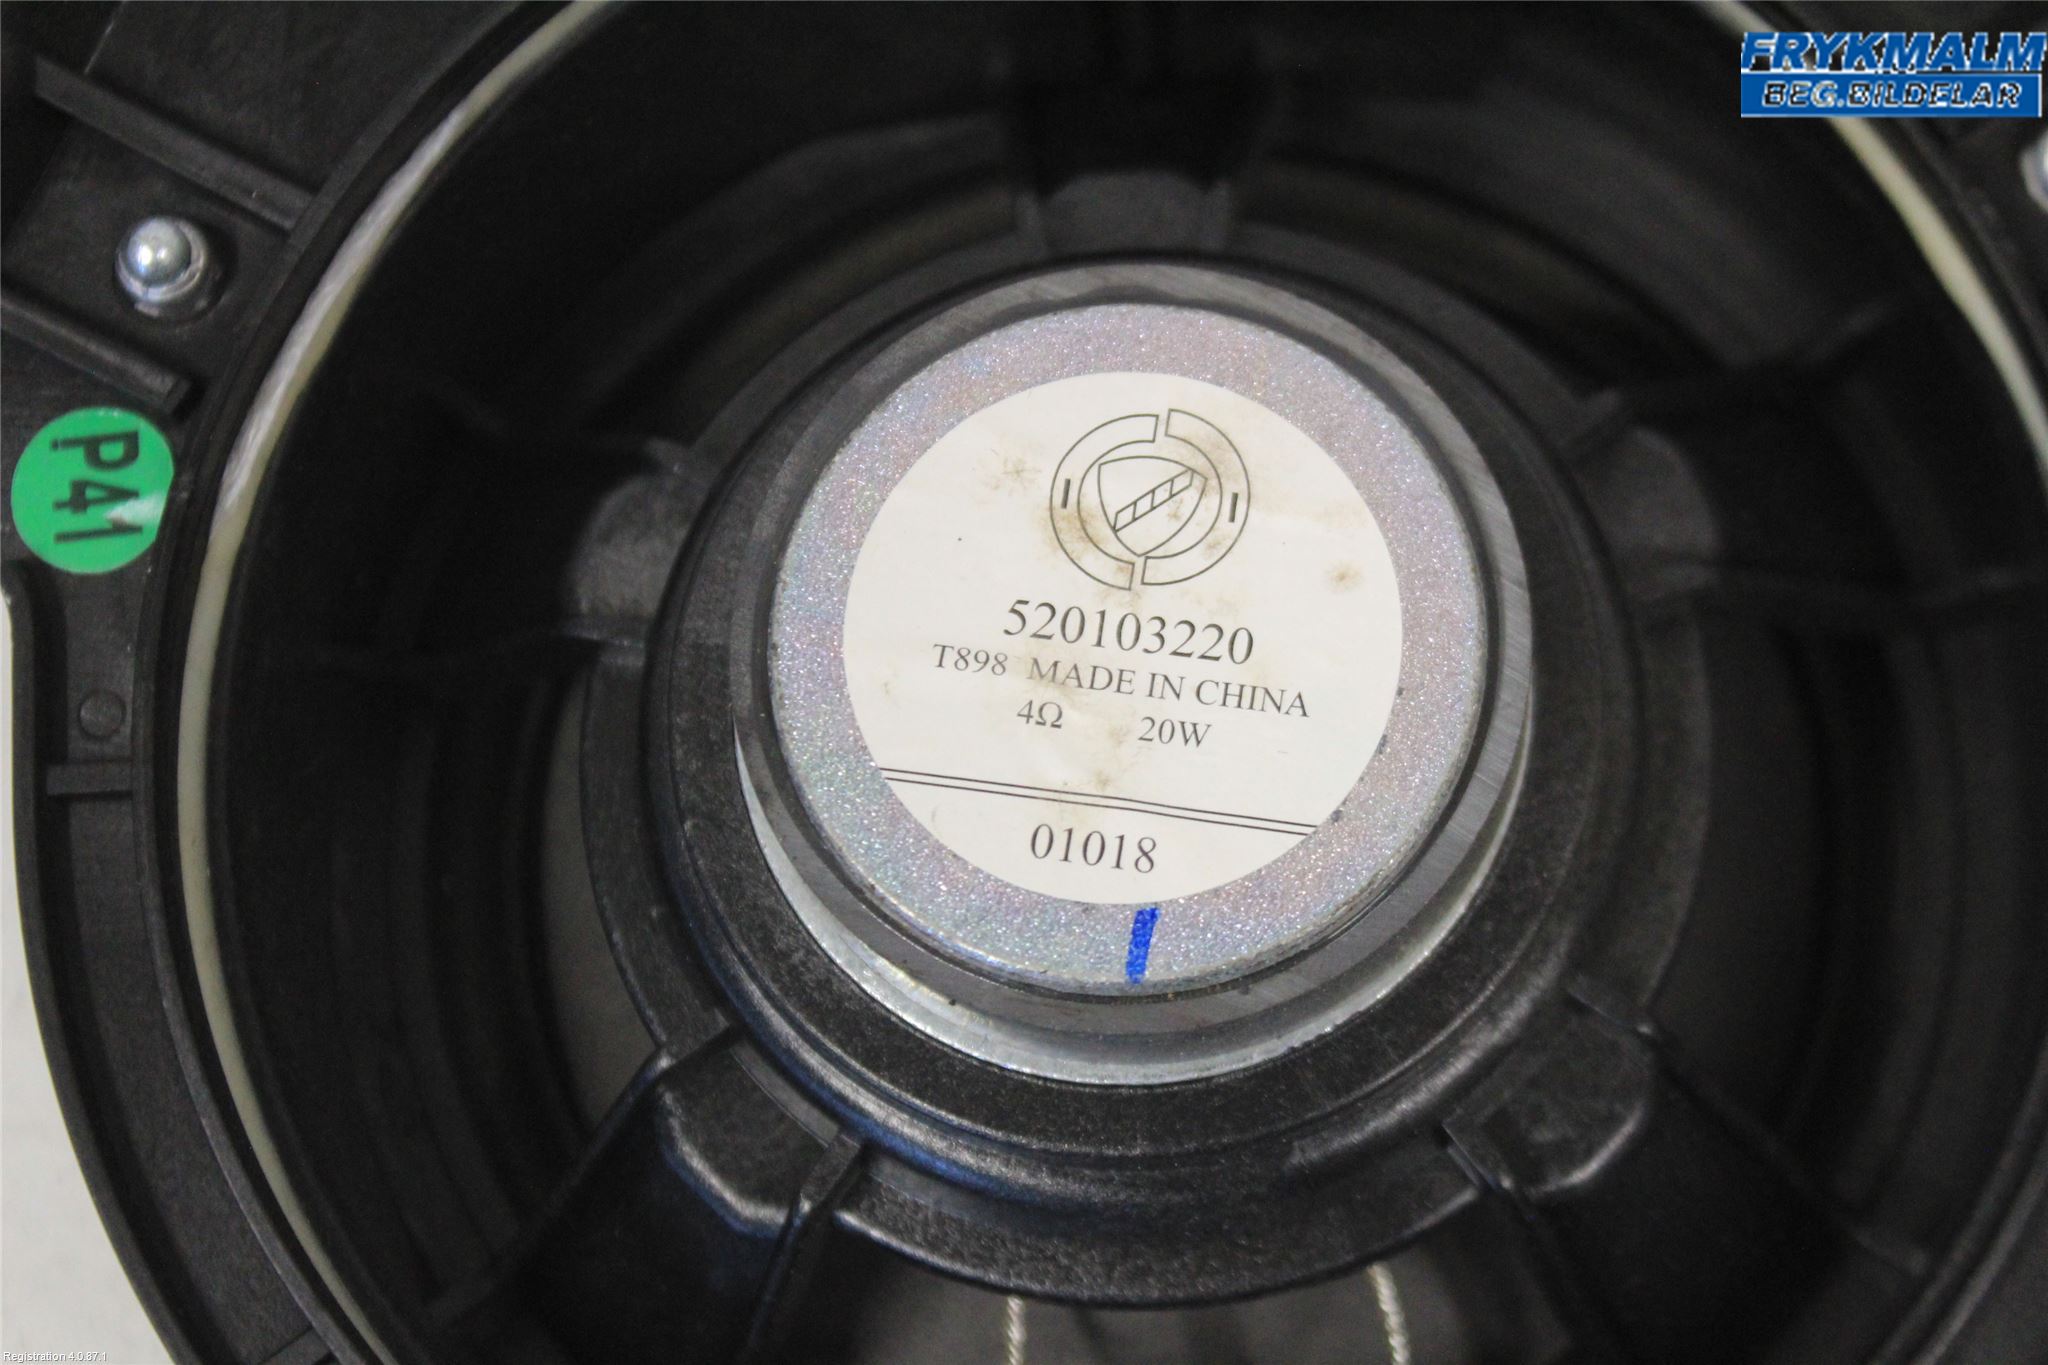 FRYKMALM
BEG.BILDELAR
P41
520103220
T898 MADE IN CHINA
4Ω 20W
01018
Registration 4.0.87.1